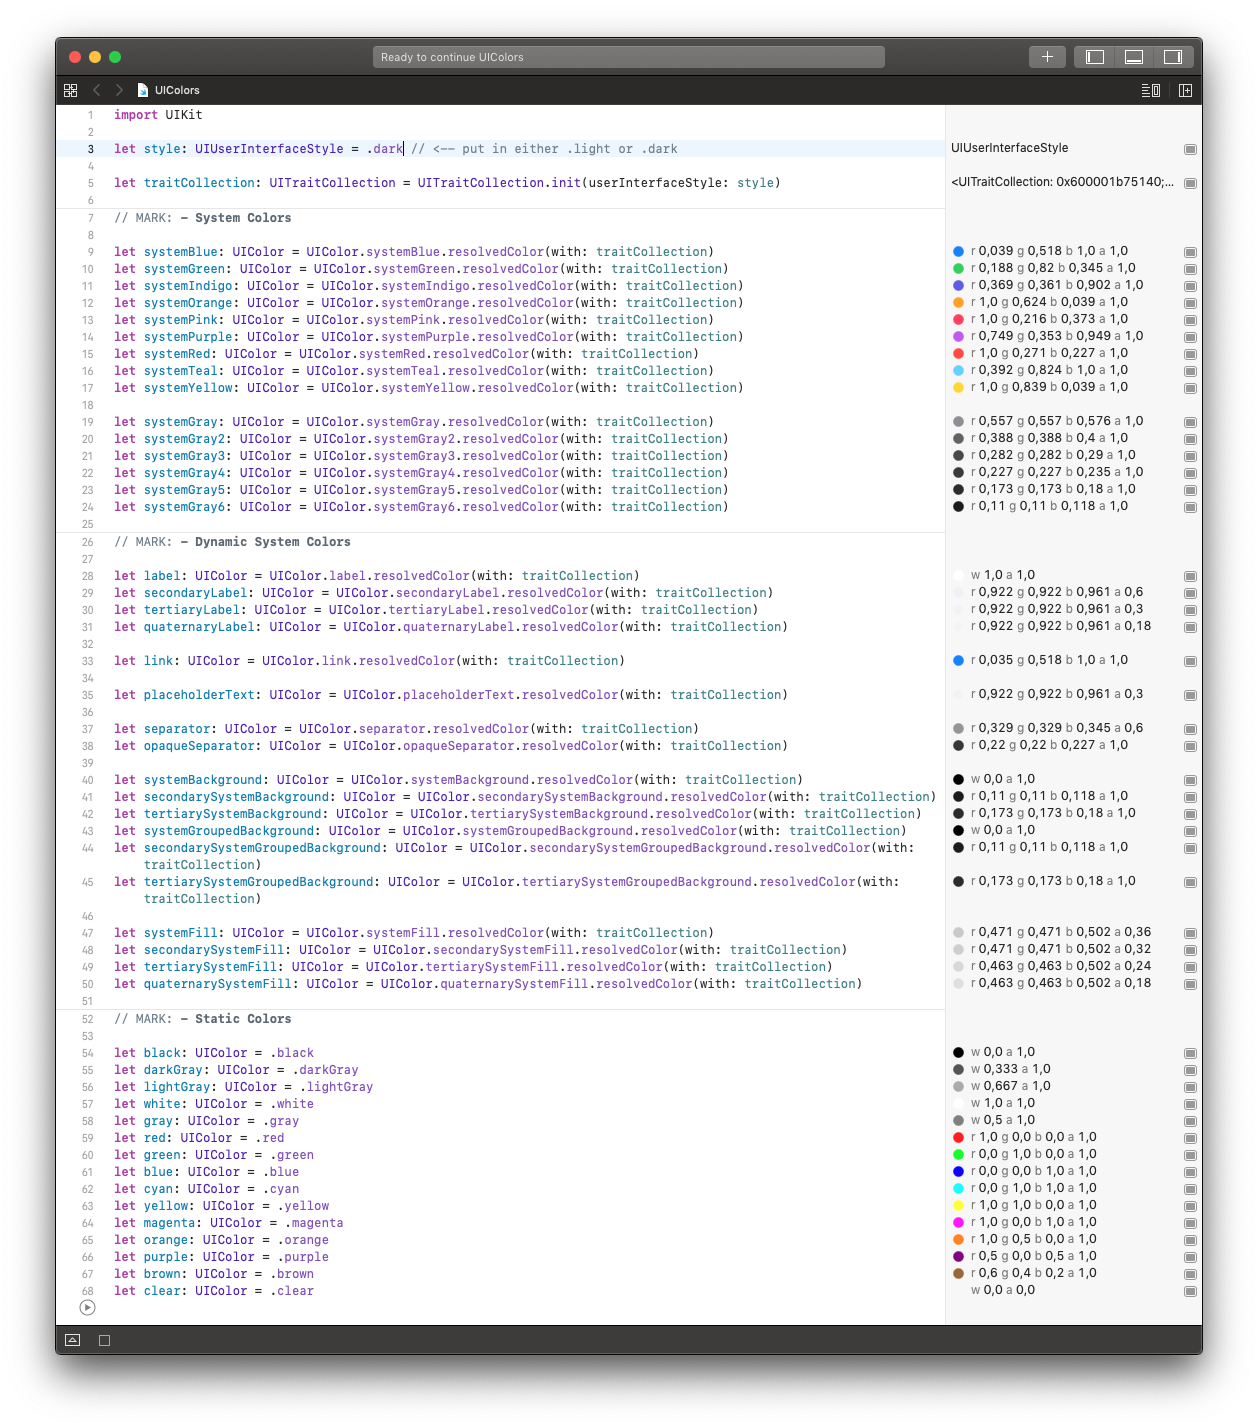 Ready to continue UIColors
UIColors
1 import UIKit
2
3 let style: UIUserInterfaceStyle = .dark // <-- put in either .light or .dark UIUserInterfaceStyle
4
5 let traitCollection: UITraitCollection = UITraitCollection.init(userInterfaceStyle: style) <UITraitCollection: 0x600001b75140;...
6
7 // MARK: - System Colors
8
9 let systemBlue: UIColor = UIColor.systemBlue.resolvedColor(with: traitCollection) r 0,039 g 0,518 b 1,0 a 1,0
10 let systemGreen: UIColor = UIColor.systemGreen.resolvedColor(with: traitCollection) r 0,188 g 0,82 b 0,345 a 1,0
11 let systemIndigo: UIColor = UIColor.systemIndigo.resolvedColor(with: traitCollection) r 0,369 g 0,361 b 0,902 a 1,0
12 let systemOrange: UIColor = UIColor.systemOrange.resolvedColor(with: traitCollection) r 1,0 g 0,624 b 0,039 a 1,0
13 let systemPink: UIColor = UIColor.systemPink.resolvedColor(with: traitCollection) r 1,0 g 0,216 b 0,373 a 1,0
14 let systemPurple: UIColor = UIColor.systemPurple.resolvedColor(with: traitCollection) r 0,749 g 0,353 b 0,949 a 1,0
15 let systemRed: UIColor = UIColor.systemRed.resolvedColor(with: traitCollection) r 1,0 g 0,271 b 0,227 a 1,0
16 let systemTeal: UIColor = UIColor.systemTeal.resolvedColor(with: traitCollection) r 0,392 g 0,824 b 1,0 a 1,0
17 let systemYellow: UIColor = UIColor.systemYellow.resolvedColor(with: traitCollection) r 1,0 g 0,839 b 0,039 a 1,0
18
19 let systemGray: UIColor = UIColor.systemGray.resolvedColor(with: traitCollection) r 0,557 g 0,557 b 0,576 a 1,0
20 let systemGray2: UIColor = UIColor.systemGray2.resolvedColor(with: traitCollection) r 0,388 g 0,388 b 0,4 a 1,0
21 let systemGray3: UIColor = UIColor.systemGray3.resolvedColor(with: traitCollection) r 0,282 g 0,282 b 0,29 a 1,0
22 let systemGray4: UIColor = UIColor.systemGray4.resolvedColor(with: traitCollection) r 0,227 g 0,227 b 0,235 a 1,0
23 let systemGray5: UIColor = UIColor.systemGray5.resolvedColor(with: traitCollection) r 0,173 g 0,173 b 0,18 a 1,0
24 let systemGray6: UIColor = UIColor.systemGray6.resolvedColor(with: traitCollection) r 0,11 g 0,11 b 0,118 a 1,0
25
26 // MARK: - Dynamic System Colors
27
28 let label: UIColor = UIColor.label.resolvedColor(with: traitCollection) w 1,0 a 1,0
29 let secondaryLabel: UIColor = UIColor.secondaryLabel.resolvedColor(with: traitCollection) r 0,922 g 0,922 b 0,961 a 0,6
30 let tertiaryLabel: UIColor = UIColor.tertiaryLabel.resolvedColor(with: traitCollection) r 0,922 g 0,922 b 0,961 a 0,3
31 let quaternaryLabel: UIColor = UIColor.quaternaryLabel.resolvedColor(with: traitCollection) r 0,922 g 0,922 b 0,961 a 0,18
32
33 let link: UIColor = UIColor.link.resolvedColor(with: traitCollection) r 0,035 g 0,518 b 1,0 a 1,0
34
35 let placeholderText: UIColor = UIColor.placeholderText.resolvedColor(with: traitCollection) r 0,922 g 0,922 b 0,961 a 0,3
36
37 let separator: UIColor = UIColor.separator.resolvedColor(with: traitCollection) r 0,329 g 0,329 b 0,345 a 0,6
38 let opaqueSeparator: UIColor = UIColor.opaqueSeparator.resolvedColor(with: traitCollection) r 0,22 g 0,22 b 0,227 a 1,0
39
40 let systemBackground: UIColor = UIColor.systemBackground.resolvedColor(with: traitCollection) w 0,0 a 1,0
41 let secondarySystemBackground: UIColor = UIColor.secondarySystemBackground.resolvedColor(with: traitCollection) r 0,11 g 0,11 b 0,118 a 1,0
42 let tertiarySystemBackground: UIColor = UIColor.tertiarySystemBackground.resolvedColor(with: traitCollection) r 0,173 g 0,173 b 0,18 a 1,0
43 let systemGroupedBackground: UIColor = UIColor.systemGroupedBackground.resolvedColor(with: traitCollection) w 0,0 a 1,0
44 let secondarySystemGroupedBackground: UIColor = UIColor.secondarySystemGroupedBackground.resolvedColor(with: r 0,11 g 0,11 b 0,118 a 1,0
traitCollection)
45 let tertiarySystemGroupedBackground: UIColor = UIColor.tertiarySystemGroupedBackground.resolvedColor(with: r 0,173 g 0,173 b 0,18 a 1,0
traitCollection)
46
47 let systemFill: UIColor = UIColor.systemFill.resolvedColor(with: traitCollection) r 0,471 g 0,471 b 0,502 a 0,36
48 let secondarySystemFill: UIColor = UIColor.secondarySystemFill.resolvedColor(with: traitCollection) r 0,471 g 0,471 b 0,502 a 0,32
49 let tertiarySystemFill: UIColor = UIColor.tertiarySystemFill.resolvedColor(with: traitCollection) r 0,463 g 0,463 b 0,502 a 0,24
50 let quaternarySystemFill: UIColor = UIColor.quaternarySystemFill.resolvedColor(with: traitCollection) r 0,463 g 0,463 b 0,502 a 0,18
51
52 // MARK: - Static Colors
53
54 let black: UIColor = .black w 0,0 a 1,0
55 let darkGray: UIColor = .darkGray w 0,333 a 1,0
56 let lightGray: UIColor = .lightGray w 0,667 a 1,0
57 let white: UIColor = .white w 1,0 a 1,0
58 let gray: UIColor = .gray w 0,5 a 1,0
59 let red: UIColor = .red r 1,0 g 0,0 b 0,0 a 1,0
60 let green: UIColor = .green r 0,0 g 1,0 b 0,0 a 1,0
61 let blue: UIColor = .blue r 0,0 g 0,0 b 1,0 a 1,0
62 let cyan: UIColor = .cyan r 0,0 g 1,0 b 1,0 a 1,0
63 let yellow: UIColor = .yellow r 1,0 g 1,0 b 0,0 a 1,0
64 let magenta: UIColor = .magenta r 1,0 g 0,0 b 1,0 a 1,0
65 let orange: UIColor = .orange r 1,0 g 0,5 b 0,0 a 1,0
66 let purple: UIColor = .purple r 0,5 g 0,0 b 0,5 a 1,0
67 let brown: UIColor = .brown r 0,6 g 0,4 b 0,2 a 1,0
68 let clear: UIColor = .clear w 0,0 a 0,0